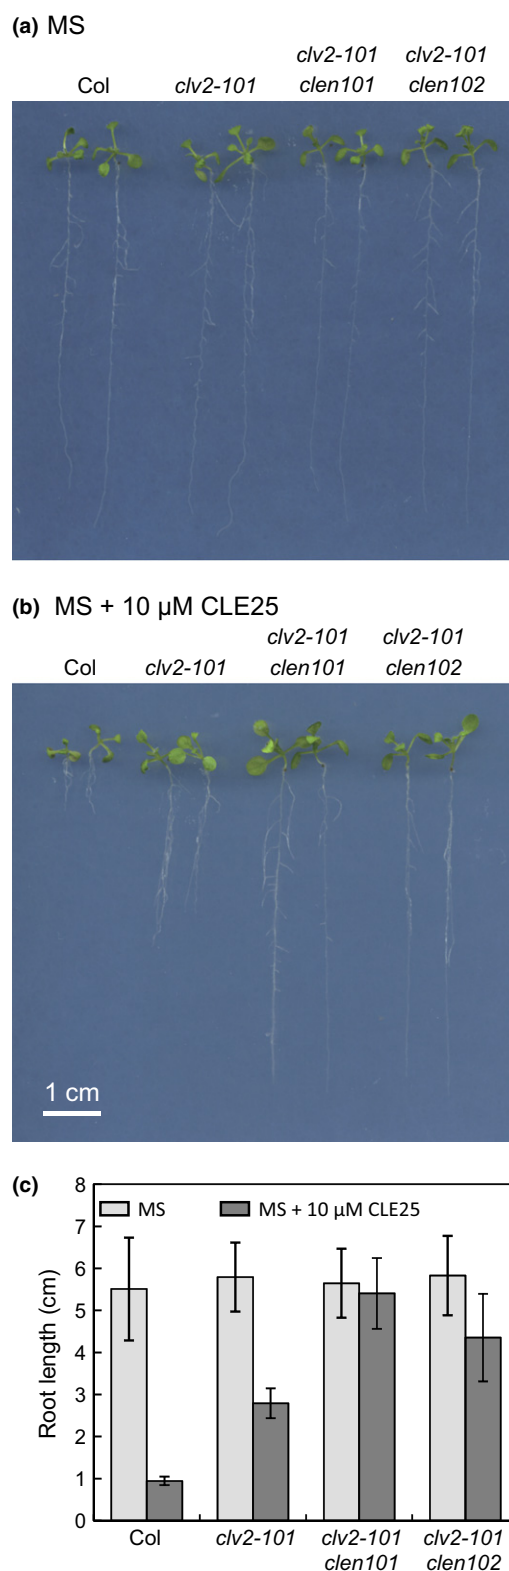 (a) MS
clv2-101 clv2-101
Col clv2-101 clen101 clen102
(b) MS + 10 µM CLE25
clv2-101 clv2-101
Col clv2-101 clen101 clen102
1 cm
(c)
8
MS MS + 10 µM CLE25
7
6
5
4
3
2
1
0
Root length (cm)
Col clv2-101 clv2-101 clv2-101
clen101 clen102